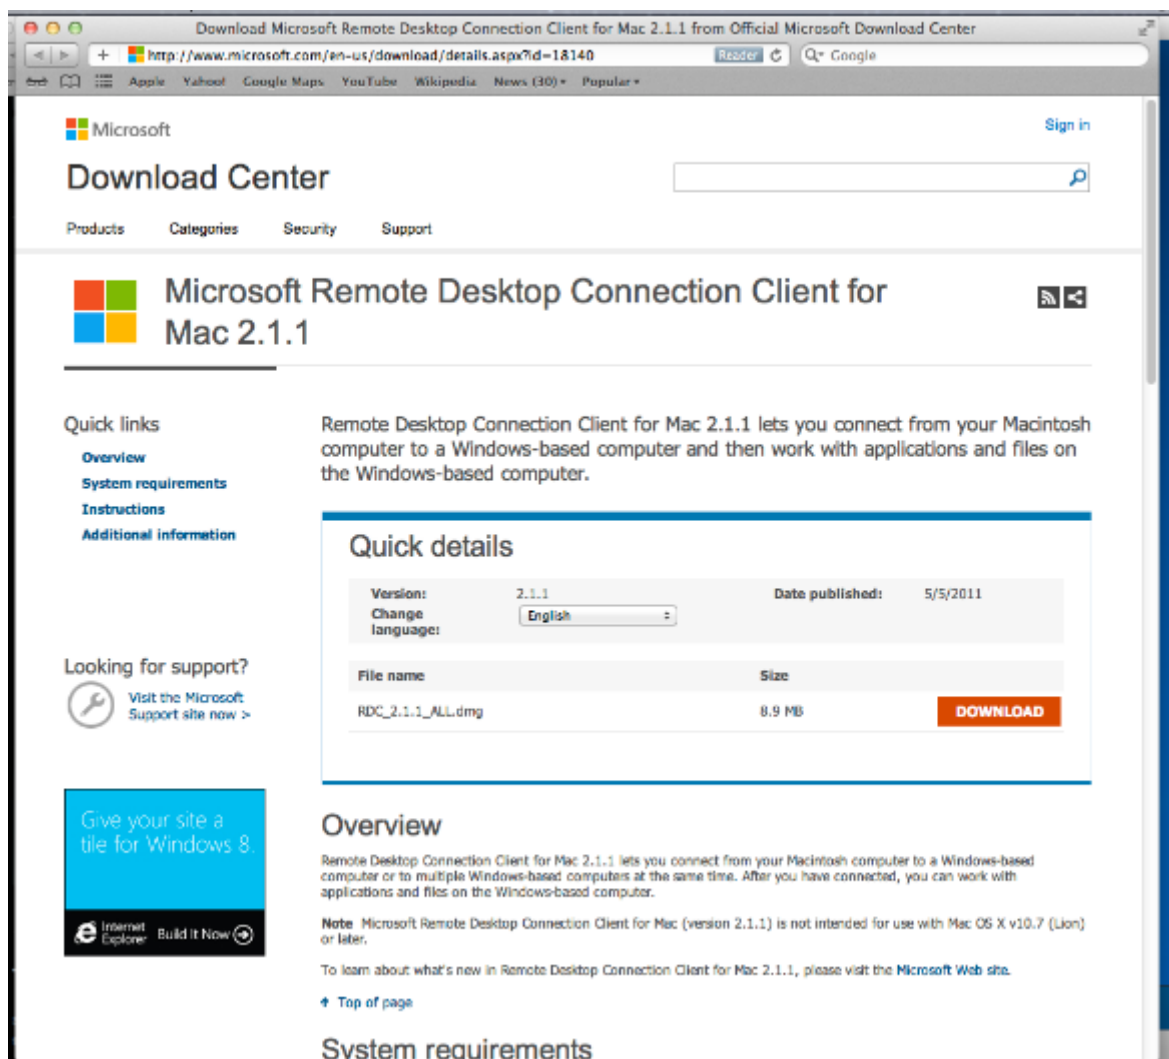 Download Microsoft Remote Desktop Connection Client for Mac 2.1.1 from Official Microsoft Download Center
http://www.microsoft.com/en-us/download/details.aspx?id=18140
Reader
Google
Apple Yahoo! Google Maps YouTube Wikipedia News (30) Popular
Microsoft
Sign in
Download Center
Products Categories Security Support
Microsoft Remote Desktop Connection Client for
Mac 2.1.1
Quick links
Overview
System requirements
Instructions
Additional information
Looking for support?
Visit the Microsoft
Support site now >
Give your site a
tile for Windows 8.
Internet
Explorer
Build It Now
Remote Desktop Connection Client for Mac 2.1.1 lets you connect from your Macintosh
computer to a Windows-based computer and then work with applications and files on
the Windows-based computer.
Quick details
Version: 2.1.1 Date published: 5/5/2011
Change
language:
English
File name Size
RDC_2.1.1_ALL.dmg 8.9 MB DOWNLOAD
Overview
Remote Desktop Connection Client for Mac 2.1.1 lets you connect from your Macintosh computer to a Windows-based
computer or to multiple Windows-based computers at the same time. After you have connected, you can work with
applications and files on the Windows-based computer.
Note Microsoft Remote Desktop Connection Client for Mac (version 2.1.1) is not intended for use with Mac OS X v10.7 (Lion)
or later.
To learn about what's new in Remote Desktop Connection Client for Mac 2.1.1, please visit the Microsoft Web site.
Top of page
System requirements